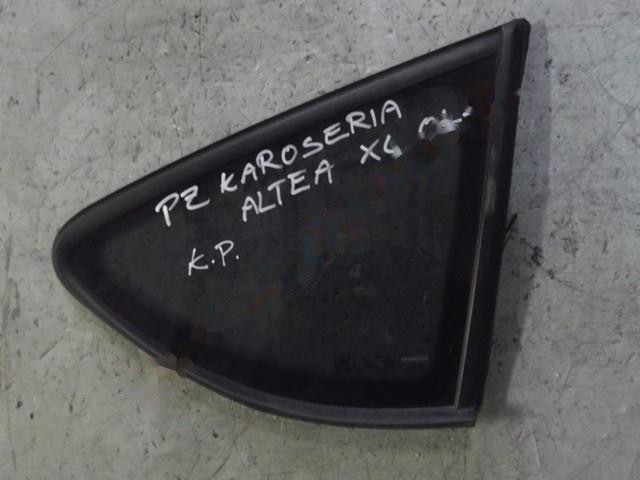 PZ KAROSERIA
ALTEA XL
K.P.